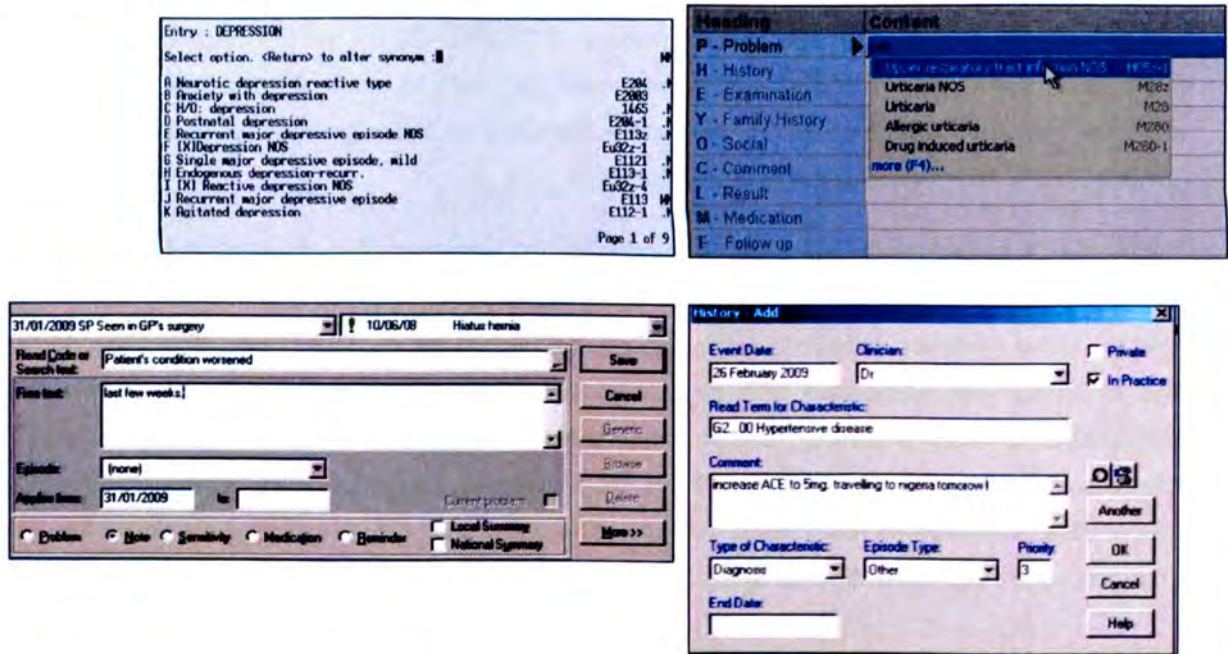 Entry : DEPRESSION
Select option. <Return> to alter synonym :
A Neurotic depression reactive type E204
B Anxiety with depression E2003
C H/O: depression 1465
D Postnatal depression E204-1
E Recurrent major depressive episode NOS E113z
F [X]Depression NOS Eu32z-1
G Single major depressive episode, mild E1121
H Endogenous depression-recurr. E113-1
I [X] Reactive depression NOS Eu32z-4
J Recurrent major depressive episode E113
K Agitated depression E112-1
Page 1 of 9
Heading Content
P - Problem
H - History
E - Examination
Y - Family History
O - Social
C - Comment
L - Result
M - Medication
F - Follow up
Upper respiratory tract infection NOS
Urticaria NOS M28z
Urticaria M28
Allergic urticaria M280
Drug induced urticaria M280-1
more (F4)...
31/01/2009 SP Seen in GP's surgery ! 10/06/08 Hiatus hernia
Read Code or
Search text:
Patient's condition worsened
Save
Free text:
last few weeks.
Cancel
Generic
Browse
Episode: (none)
Applies from: 31/01/2009 to:
Current problem
Delete
Problem Note Sensitivity Medication Reminder
Local Summary
National Summary
More >>
History - Add
Event Date: Clinician: Private
26 February 2009 Dr In Practice
Read Term for Characteristic:
G2...00 Hypertensive disease
Comment:
increase ACE to 5mg. travelling to nigeria tomorow
Another
Type of Characteristic: Episode Type: Priority:
Diagnosis Other 3
OK
Cancel
End Date:
Help